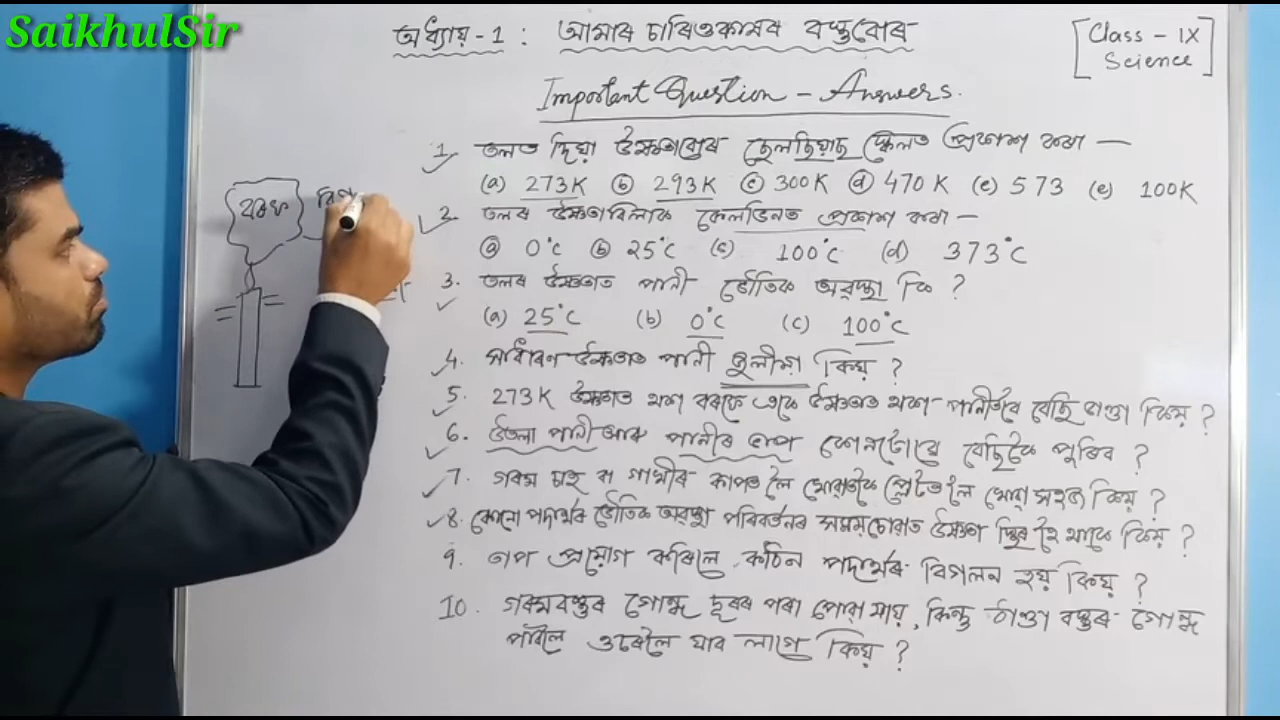 SaikhulSir
অধ্যায় - 1 : আমাৰ চাৰিওকাষৰ বস্তুবোৰ
[Class - IX
Science]
Important Question - Answers.
1. তলত দিয়া উষ্ণতাবোৰ ছেলছিয়াছ স্কেলত প্ৰকাশ কৰা —
(a) 273K (b) 293K (c) 300K (d) 470K (e) 573 (e) 100K
2. তলৰ উষ্ণতাবিলাক কেলভিনত প্ৰকাশ কৰা —
(a) 0°C (b) 25°C (c) 100°C (d) 373°C
3. তলৰ উষ্ণতাত পানী ভৌতিক অৱস্থা কি ?
(a) 25°C (b) 0°C (c) 100°C
4. সাধাৰণ উষ্ণতাত পানী জুলীয়া কিয় ?
5. 273K উষ্ণতাত থকা বৰফে একে উষ্ণতাত থকা পানীতকৈ বেছি ঠাণ্ডা কিয় ?
6. উতলা পানী আৰু পানীৰ ভাপ কোনটোৱে বেছিকৈ পুৰিব ?
7. গৰম চাহ বা গাখীৰ কাপত লৈ খোৱাতকৈ প্লেটত লৈ খোৱা সহজ কিয় ?
8. কোনো পদাৰ্থৰ ভৌতিক অৱস্থা পৰিবৰ্তনৰ সময়ছোৱাত উষ্ণতা স্থিৰ হৈ থাকে কিয় ?
9. তাপ প্ৰয়োগ কৰিলে কঠিন পদাৰ্থৰ বিগলন হয় কিয় ?
10. গৰম বস্তুৰ গোন্ধ দূৰৰ পৰা পোৱা যায়, কিন্তু ঠাণ্ডা বস্তুৰ গোন্ধ
পাবলৈ ওচৰলৈ যাব লাগে কিয় ?
বৰফ